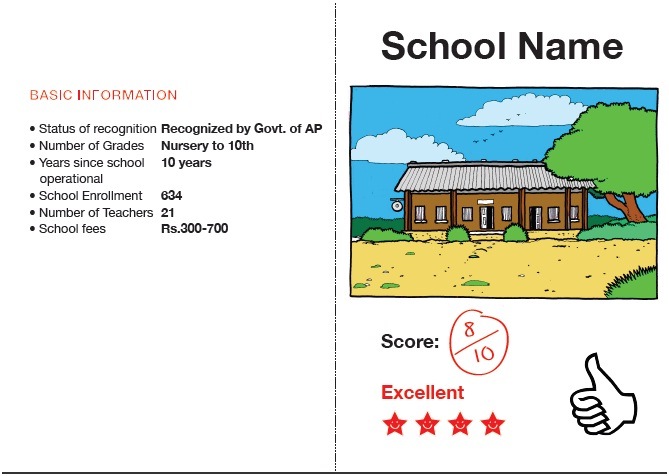 BASIC INFORMATION
• Status of recognition Recognized by Govt. of AP
• Number of Grades Nursery to 10th
• Years since school 10 years
operational
• School Enrollment 634
• Number of Teachers 21
• School fees Rs.300-700
School Name
Score: 8/10
Excellent